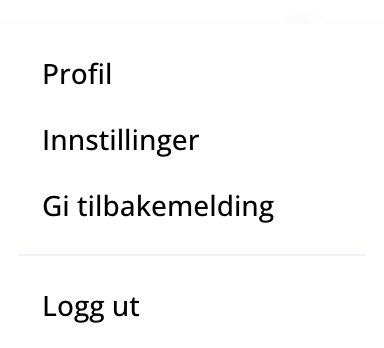 Profil
Innstillinger
Gi tilbakemelding
Logg ut